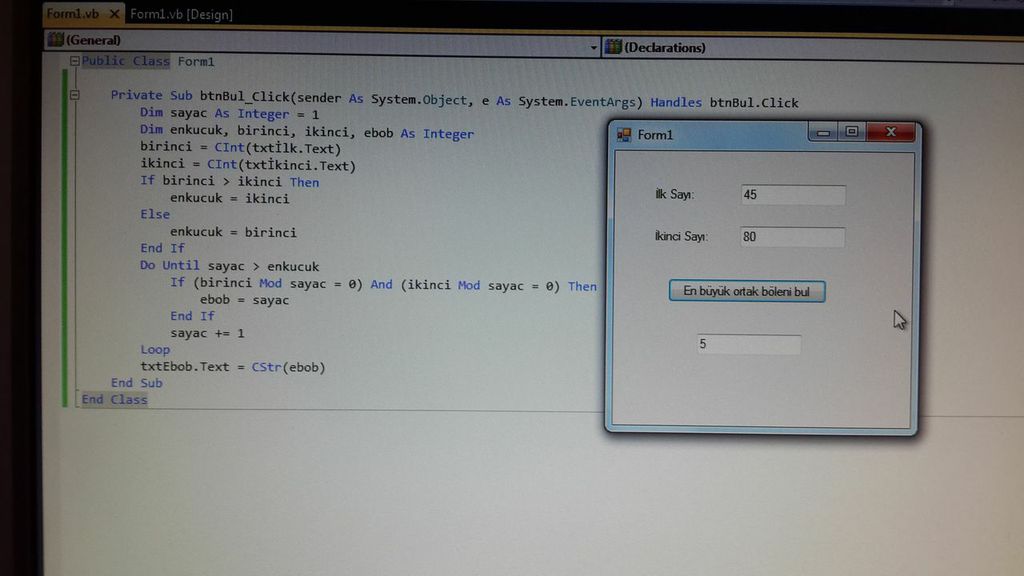 Form1.vb X Form1.vb [Design]
(General) (Declarations)
Public Class Form1
Private Sub btnBul_Click(sender As System.Object, e As System.EventArgs) Handles btnBul.Click
Dim sayac As Integer = 1
Dim enkucuk, birinci, ikinci, ebob As Integer
birinci = CInt(txtİlk.Text)
ikinci = CInt(txtİkinci.Text)
If birinci > ikinci Then
enkucuk = ikinci
Else
enkucuk = birinci
End If
Do Until sayac > enkucuk
If (birinci Mod sayac = 0) And (ikinci Mod sayac = 0) Then
ebob = sayac
End If
sayac += 1
Loop
txtEbob.Text = CStr(ebob)
End Sub
End Class
Form1
İlk Sayı: 45
İkinci Sayı: 80
En büyük ortak böleni bul
5